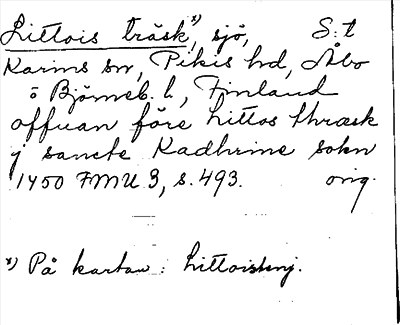 Littois träsk,ˣ⁾ sjö, S:t
Karins sn, Pikis hd, Åbo
o Björneb. l., Finland
offuan före Littos thræsk
j sancte Kadhrine sokn
1450 FMU 3, s. 493. orig.
ˣ⁾ På kartan: Littoistenj.